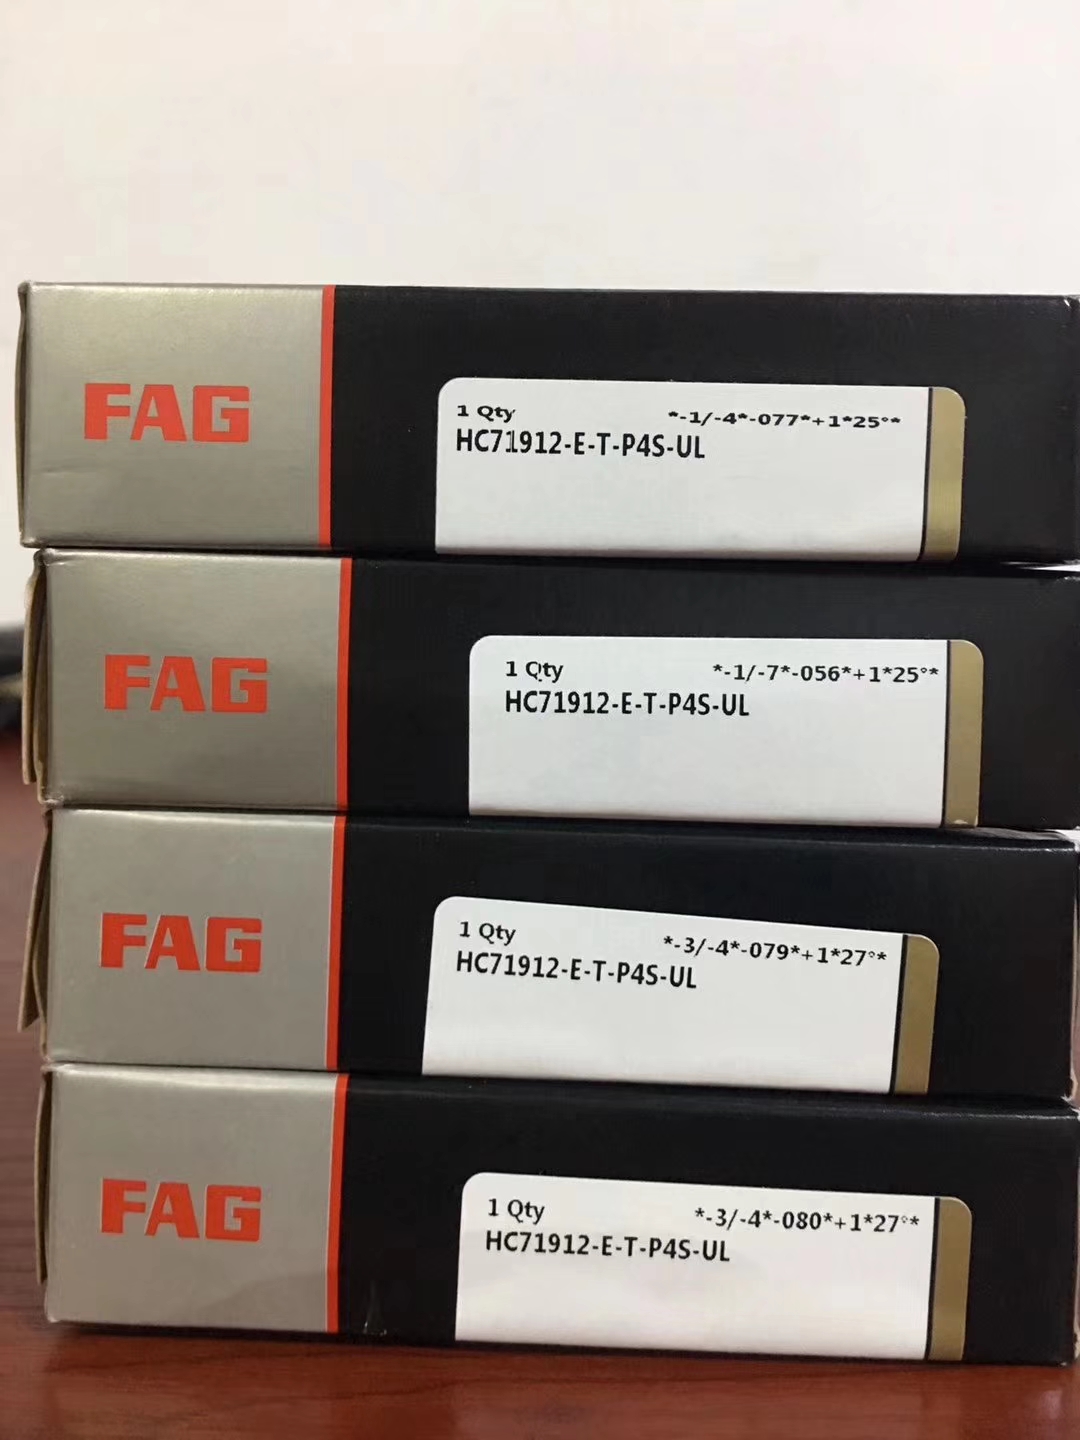 FAG
1 Qty *-1/-4*-077*+1*25°*
HC71912-E-T-P4S-UL
FAG
1 Qty *-1/-7*-056*+1*25°*
HC71912-E-T-P4S-UL
FAG
1 Qty *-3/-4*-079*+1*27°*
HC71912-E-T-P4S-UL
FAG
1 Qty *-3/-4*-080*+1*27°*
HC71912-E-T-P4S-UL